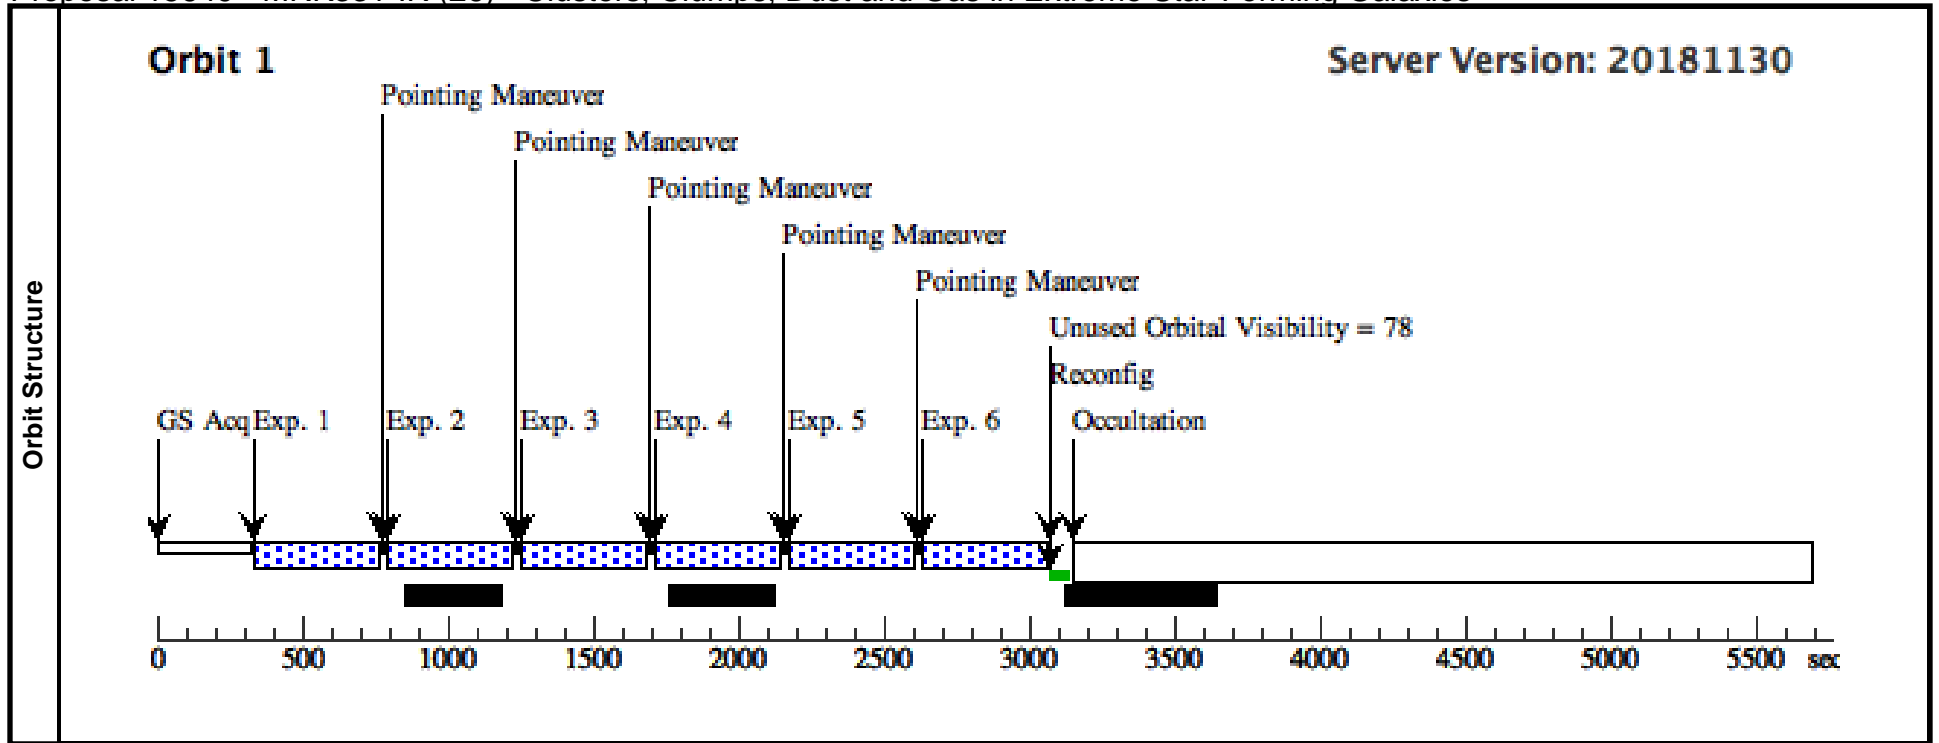 Orbit 1
Server Version: 20181130
Pointing Maneuver
Pointing Maneuver
Pointing Maneuver
Pointing Maneuver
Pointing Maneuver
Unused Orbital Visibility = 78
Reconfig
GS Acq Exp. 1 Exp. 2 Exp. 3 Exp. 4 Exp. 5 Exp. 6 Occultation
Orbit Structure
0 500 1000 1500 2000 2500 3000 3500 4000 4500 5000 5500 sec